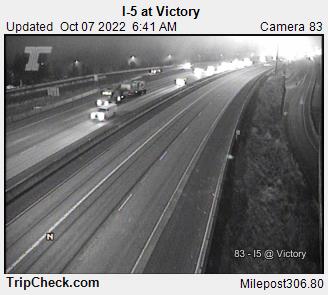 I-5 at Victory
Updated Oct 07 2022 6:41 AM Camera 83
T
N
83 - I5 @ Victory
TripCheck.com Milepost306.80